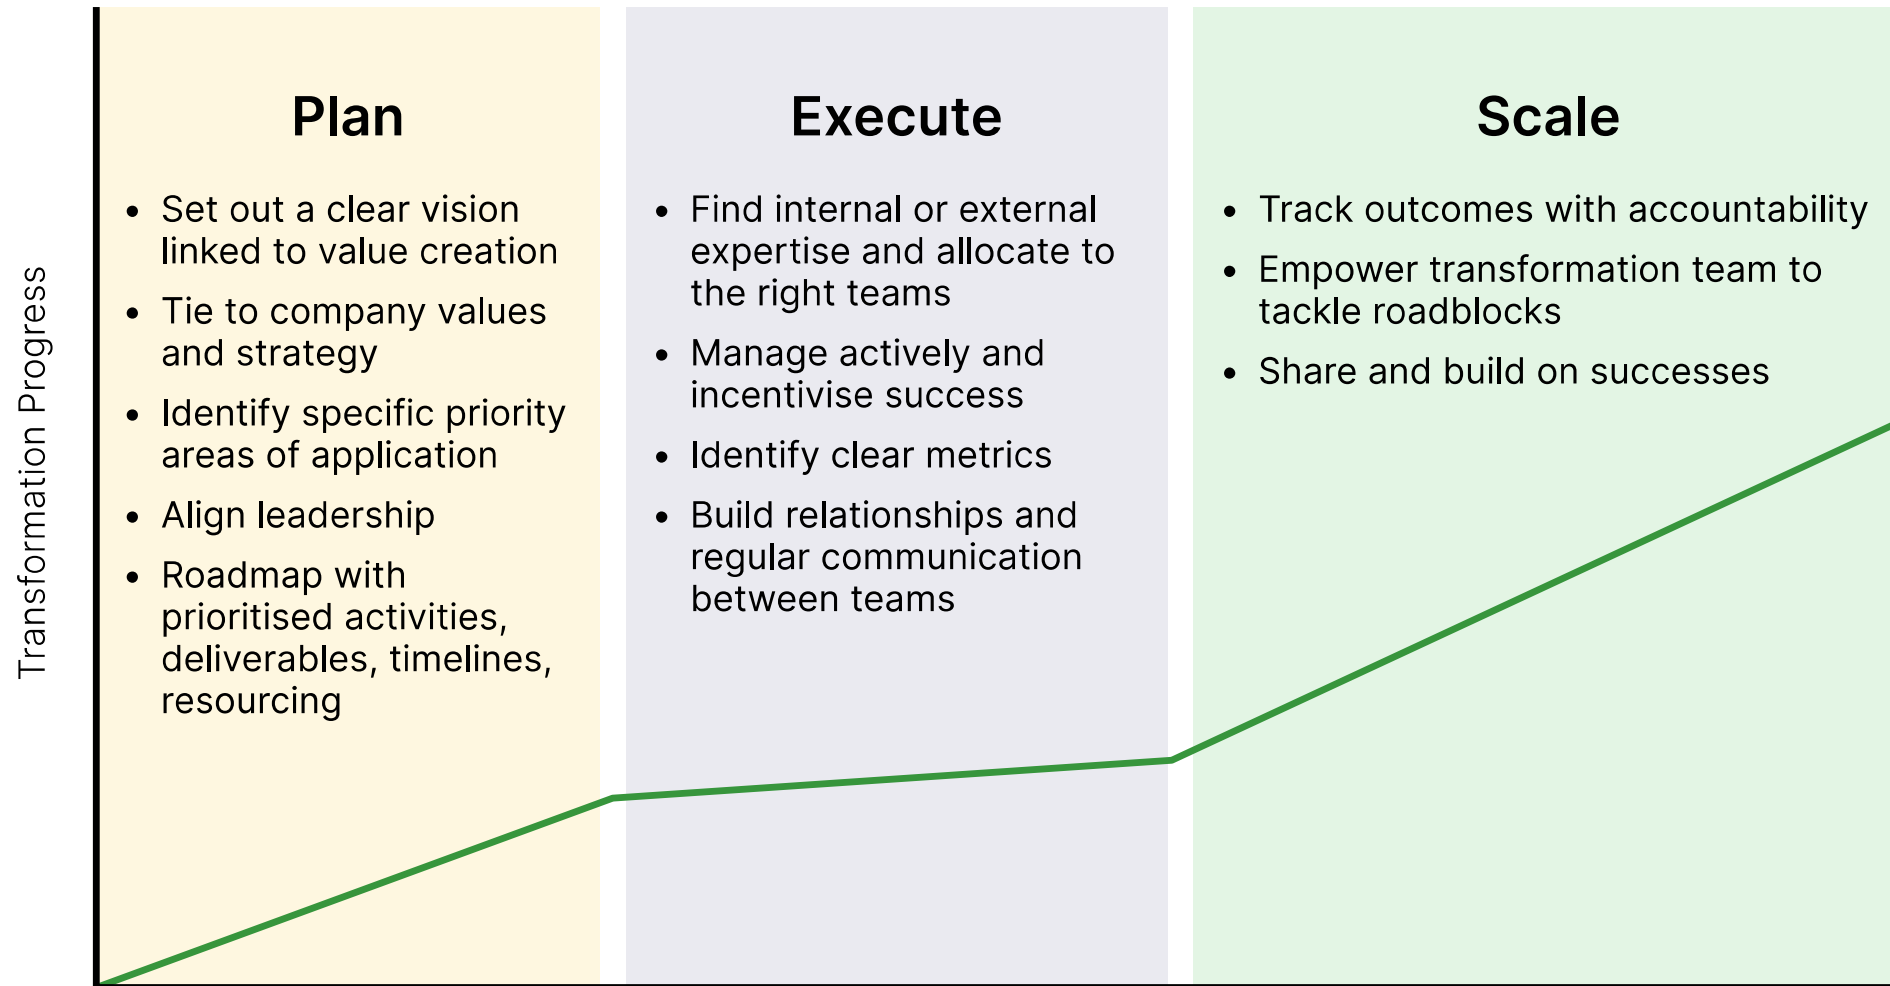 Transformation Progress
Plan
• Set out a clear vision
linked to value creation
• Tie to company values
and strategy
• Identify specific priority
areas of application
• Align leadership
• Roadmap with
prioritised activities,
deliverables, timelines,
resourcing
Execute
• Find internal or external
expertise and allocate to
the right teams
• Manage actively and
incentivise success
• Identify clear metrics
• Build relationships and
regular communication
between teams
Scale
• Track outcomes with accountability
• Empower transformation team to
tackle roadblocks
• Share and build on successes